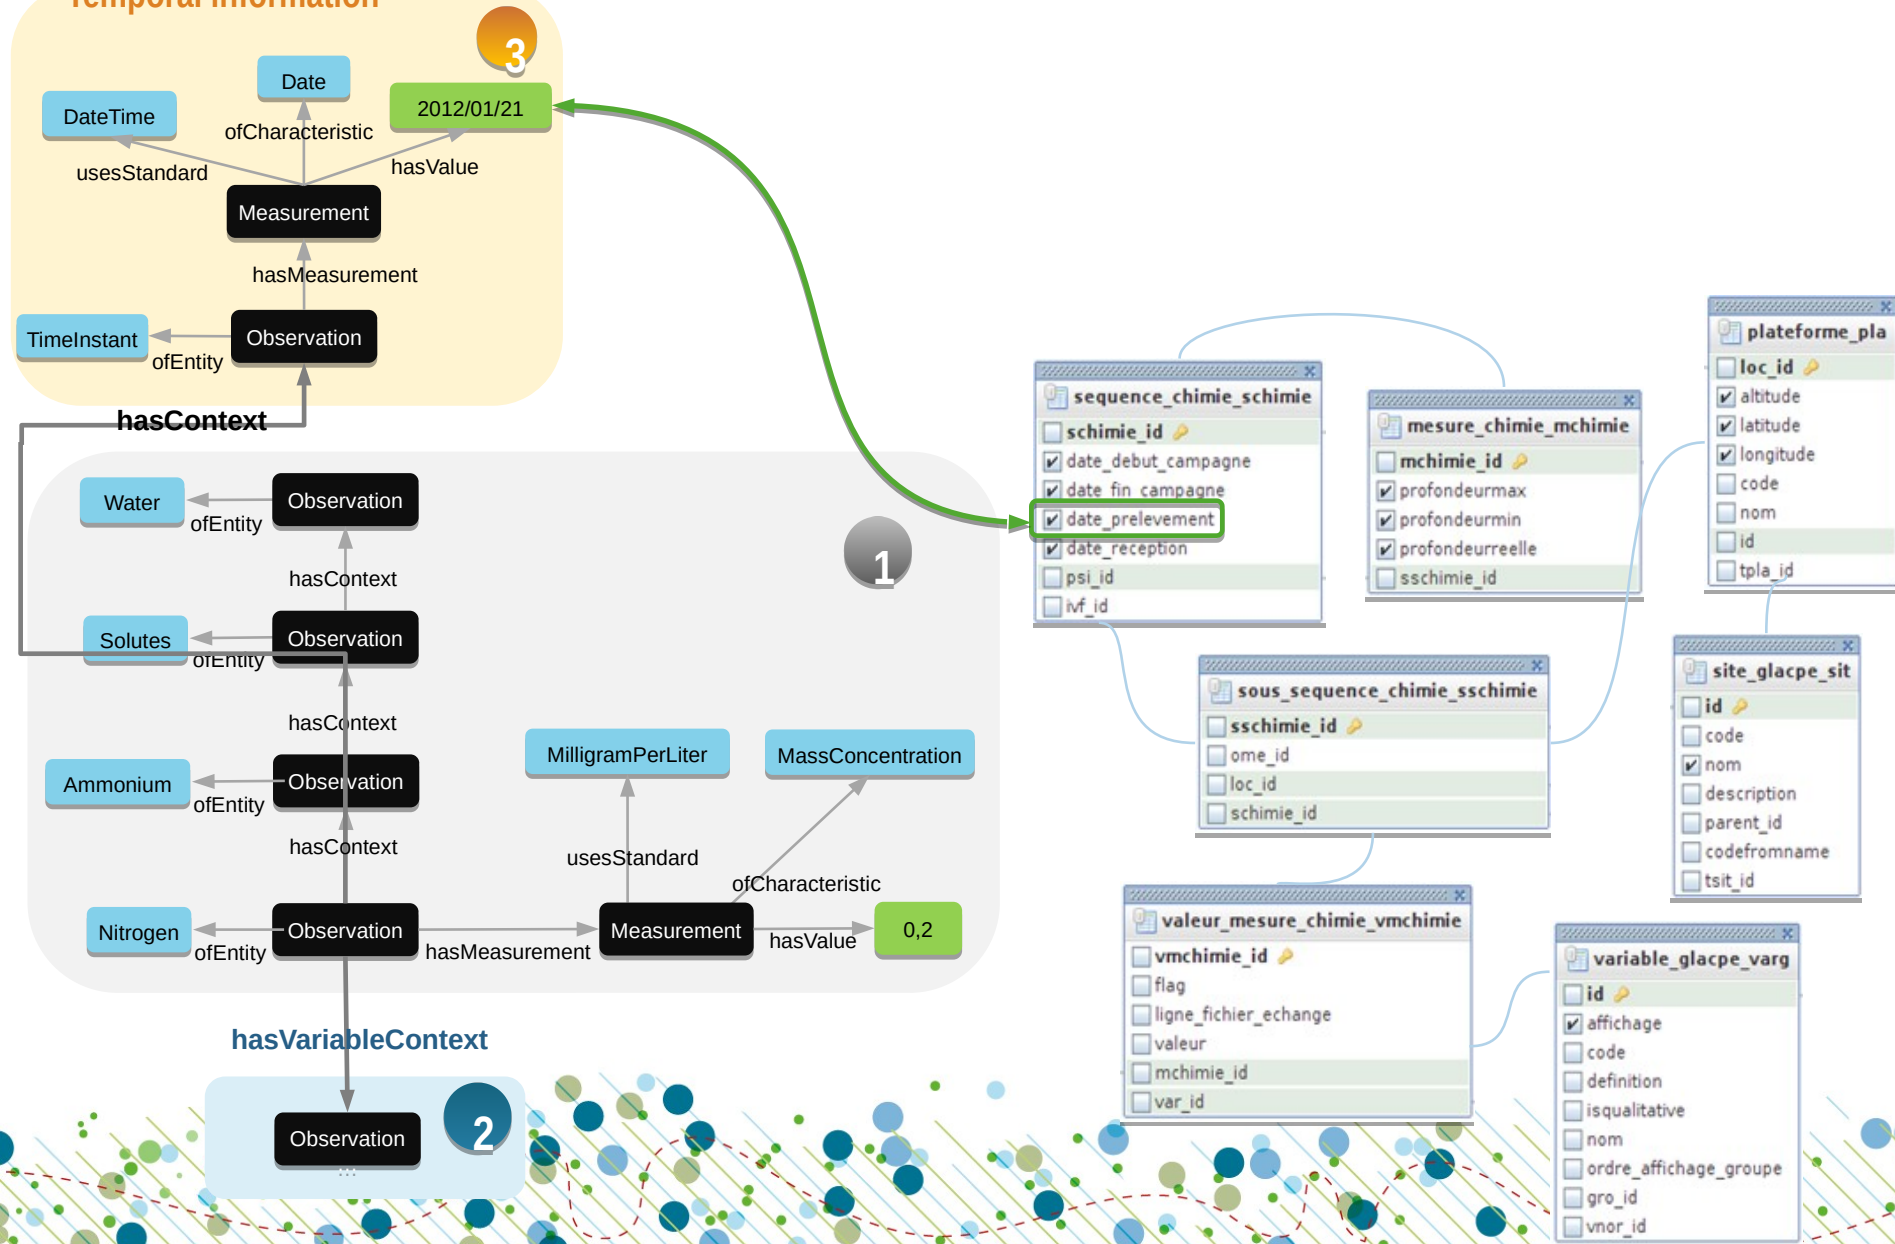 Temporal Information
3
Date
DateTime
2012/01/21
ofCharacteristic
usesStandard
hasValue
Measurement
hasMeasurement
TimeInstant
Observation
ofEntity
hasContext
Water
Observation
ofEntity
hasContext
1
Solutes
Observation
ofEntity
hasContext
Ammonium
Observation
ofEntity
hasContext
MilligramPerLiter
MassConcentration
usesStandard
ofCharacteristic
Nitrogen
Observation
ofEntity
hasMeasurement
Measurement
hasValue
0,2
hasVariableContext
Observation
...
2
sequence_chimie_schimie
schimie_id
date_debut_campagne
date_fin_campagne
date_prelevement
date_reception
psi_id
ivf_id
mesure_chimie_mchimie
mchimie_id
profondeurmax
profondeurmin
profondeurreelle
sschimie_id
plateforme_pla
loc_id
altitude
latitude
longitude
code
nom
id
tpla_id
sous_sequence_chimie_sschimie
sschimie_id
ome_id
loc_id
schimie_id
site_glacpe_sit
id
code
nom
description
parent_id
codefromname
tsit_id
valeur_mesure_chimie_vmchimie
vmchimie_id
flag
ligne_fichier_echange
valeur
mchimie_id
var_id
variable_glacpe_varg
id
affichage
code
definition
isqualitative
nom
ordre_affichage_groupe
gro_id
vnor_id